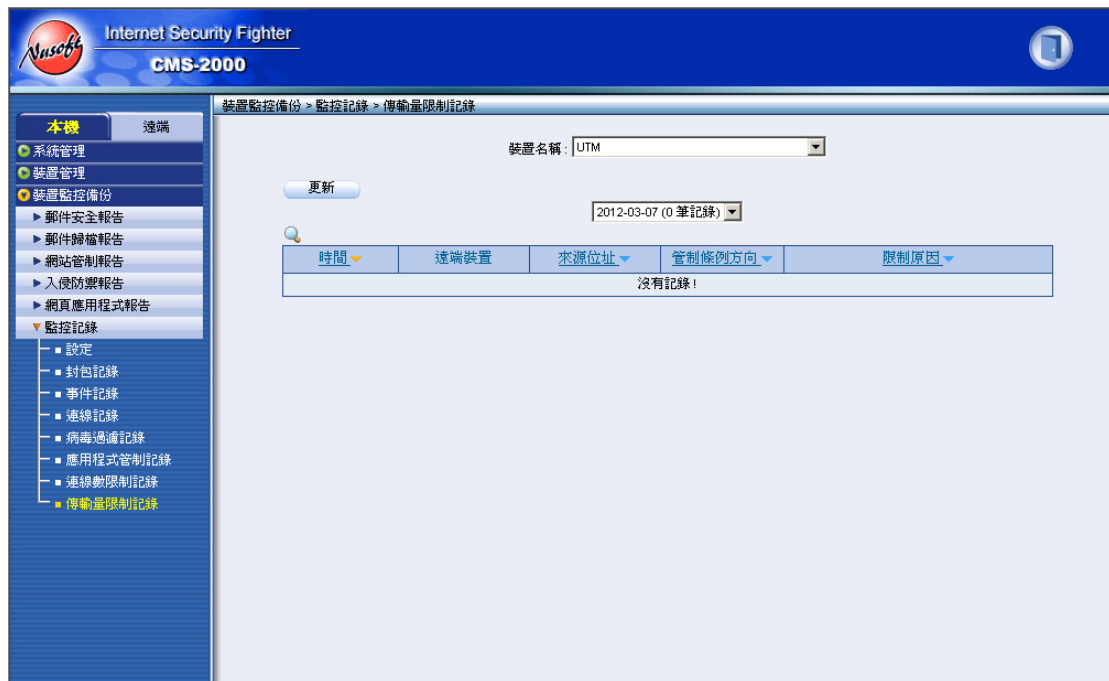 Nusoft
Internet Security Fighter
CMS-2000
裝置監控備份 > 監控記錄 > 傳輸量限制記錄
本機
遠端
系統管理
裝置管理
裝置監控備份
郵件安全報告
郵件歸檔報告
網站管制報告
入侵防禦報告
網頁應用程式報告
監控記錄
設定
封包記錄
事件記錄
連線記錄
病毒過濾記錄
應用程式管制記錄
連線數限制記錄
傳輸量限制記錄
裝置名稱 : UTM
更新
2012-03-07 (0 筆記錄)
時間 遠端裝置 來源位址 管制條例方向 限制原因
沒有記錄 !